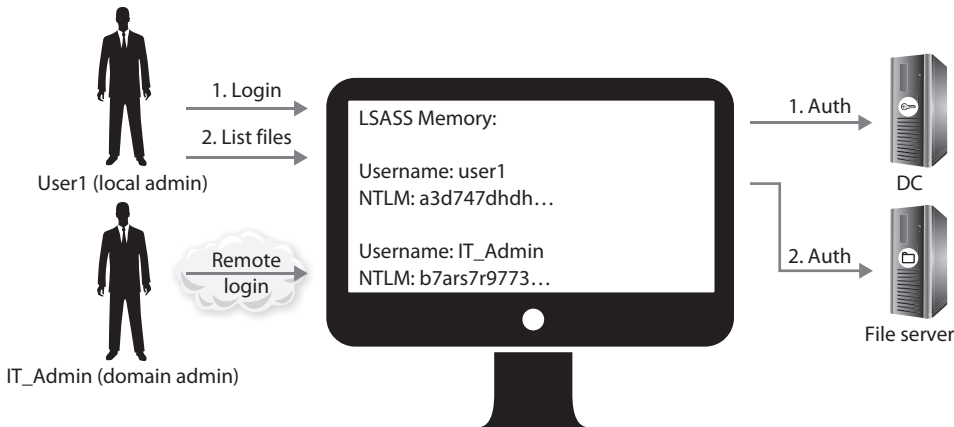 1. Login
2. List files
User1 (local admin)
Remote
login
IT_Admin (domain admin)
LSASS Memory:
Username: user1
NTLM: a3d747dhdh…
Username: IT_Admin
NTLM: b7ars7r9773…
1. Auth
DC
2. Auth
File server